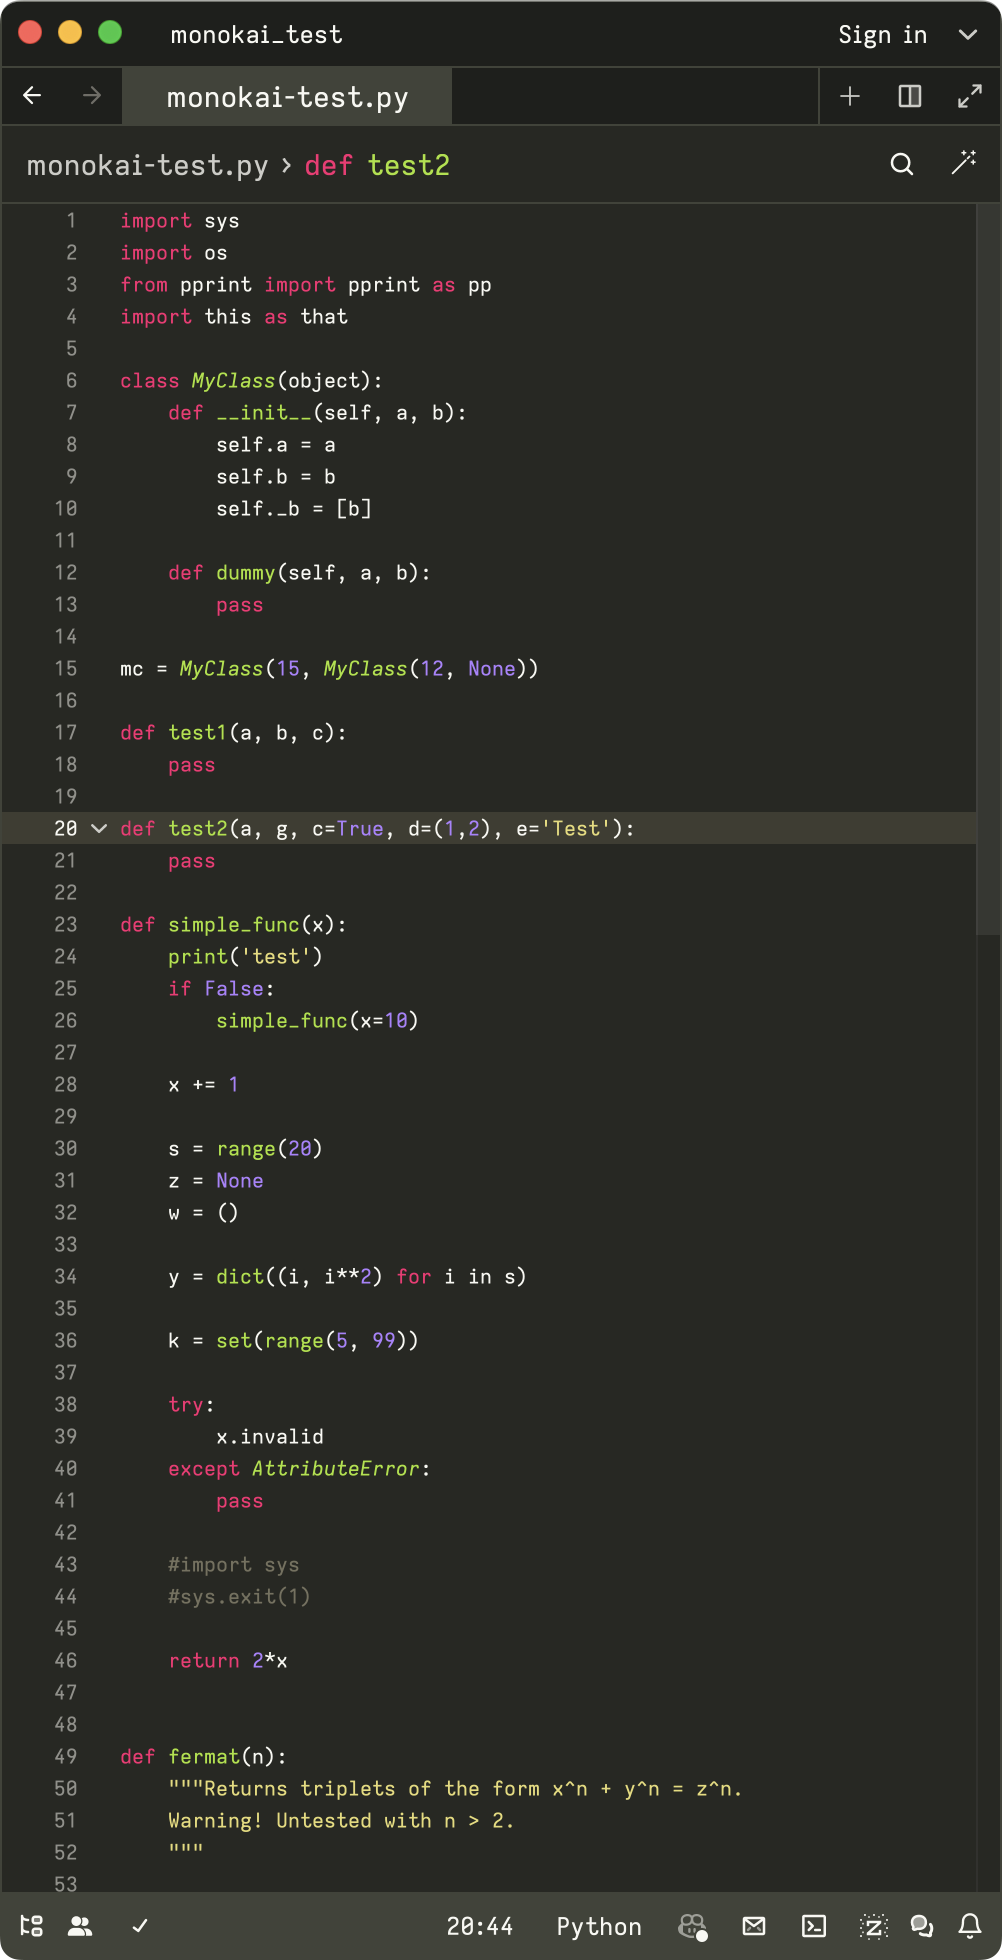 monokai_test Sign in
monokai-test.py
monokai-test.py › def test2
1 import sys
2 import os
3 from pprint import pprint as pp
4 import this as that
5
6 class MyClass(object):
7     def __init__(self, a, b):
8         self.a = a
9         self.b = b
10         self._b = [b]
11
12     def dummy(self, a, b):
13         pass
14
15 mc = MyClass(15, MyClass(12, None))
16
17 def test1(a, b, c):
18     pass
19
20 def test2(a, g, c=True, d=(1,2), e='Test'):
21     pass
22
23 def simple_func(x):
24     print('test')
25     if False:
26         simple_func(x=10)
27
28     x += 1
29
30     s = range(20)
31     z = None
32     w = ()
33
34     y = dict((i, i**2) for i in s)
35
36     k = set(range(5, 99))
37
38     try:
39         x.invalid
40     except AttributeError:
41         pass
42
43     #import sys
44     #sys.exit(1)
45
46     return 2*x
47
48
49 def fermat(n):
50     """Returns triplets of the form x^n + y^n = z^n.
51     Warning! Untested with n > 2.
52     """
53
20:44 Python